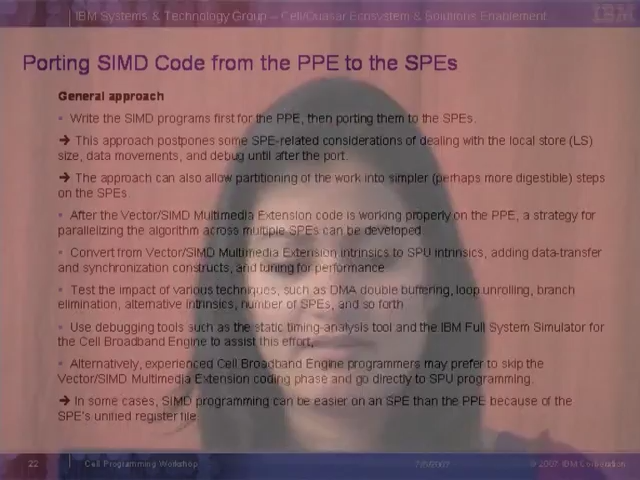 IBM Systems & Technology Group – Cell/Quasar Ecosystem & Solutions Enablement
IBM
Porting SIMD Code from the PPE to the SPEs
General approach
Write the SIMD programs first for the PPE, then porting them to the SPEs.
➔ This approach postpones some SPE-related considerations of dealing with the local store (LS)
size, data movements, and debug until after the port.
➔ The approach can also allow partitioning of the work into simpler (perhaps more digestible) steps
on the SPEs
After the Vector/SIMD Multimedia Extension code is working properly on the PPE, a strategy for
parallelizing the algorithm across multiple SPEs can be developed
Convert from Vector/SIMD Multimedia Extension intrinsics to SPU intrinsics, adding data-transfer
and synchronization constructs, and tuning for performance
Test the impact of various techniques, such as DMA double buffering, loop unrolling, branch
elimination, alternative intrinsics, number of SPEs, and so forth
Use debugging tools such as the static timing-analysis tool and the IBM Full System Simulator for
the Cell Broadband Engine to assist this effort,
Alternatively, experienced Cell Broadband Engine programmers may prefer to skip the
Vector/SIMD Multimedia Extension coding phase and go directly to SPU programming.
➔ In some cases, SIMD programming can be easier on an SPE than the PPE because of the
SPE's unified register file
22 Cell Programming Workshop © 2007 IBM Corporation